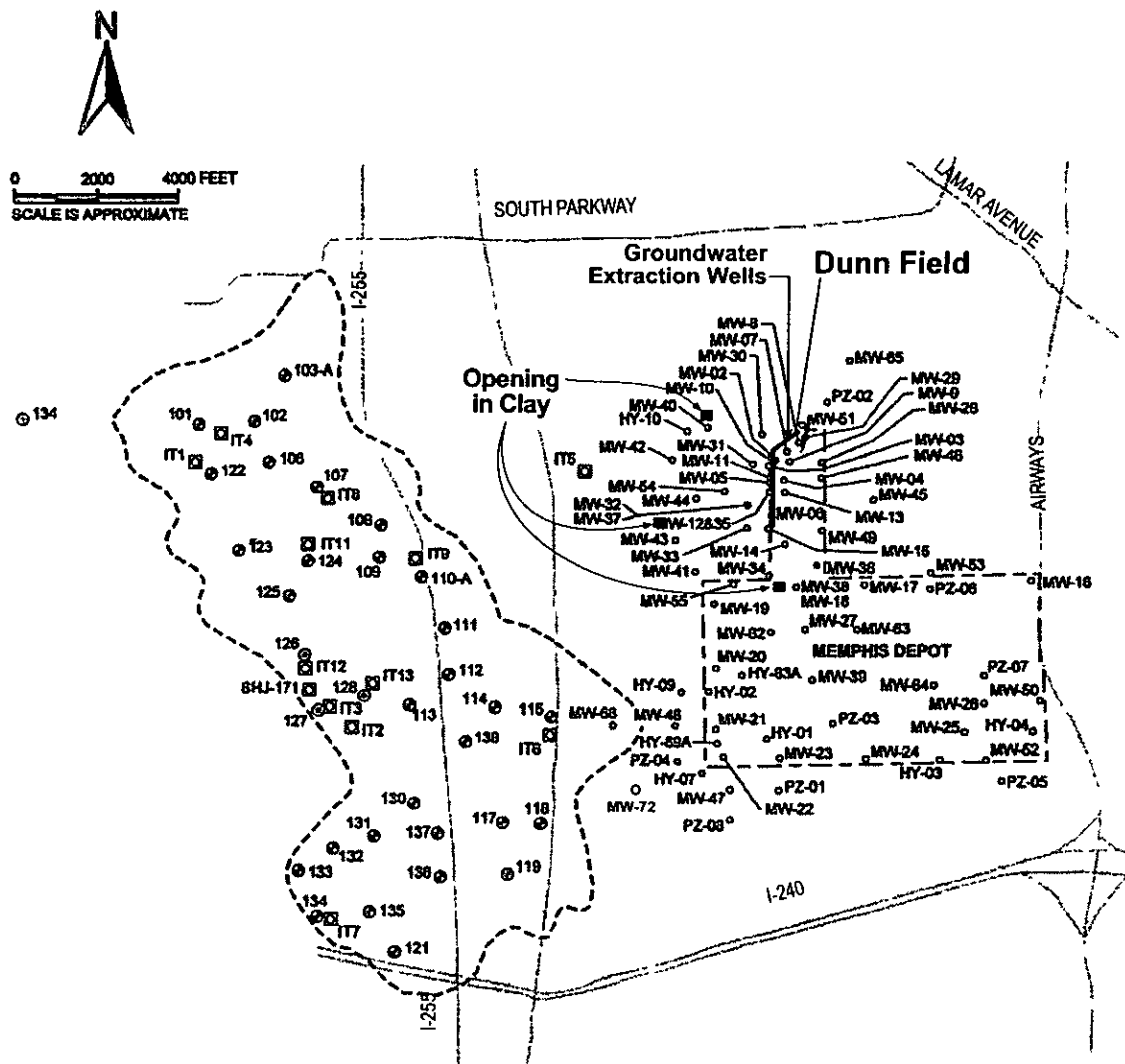 N
0 2000 4000 FEET
SCALE IS APPROXIMATE
SOUTH PARKWAY
LAMAR AVENUE
AIRWAYS
I-255
Groundwater
Extraction Wells
Dunn Field
Opening
in Clay
MW-8
MW-07
MW-30
MW-02
MW-10
MW-40
HY-10
MW-42
MW-31
MW-11
MW-05
MW-54
MW-44
MW-32
MW-37
MW-12&35
MW-43
MW-33
MW-14
MW-41
MW-34
MW-55
MW-65
PZ-02
MW-29
MW-51
MW-03
MW-04
MW-45
MW-13
MW-06
MW-49
MW-15
MW-53
MW-16
MW-38
MW-17
PZ-06
MW-18
MW-19
MW-27
MW-62
MW-63
MEMPHIS DEPOT
MW-20
HY-63A
MW-39
MW-64
PZ-07
MW-50
HY-09
HY-02
MW-26
MW-68
MW-48
MW-21
HY-01
PZ-03
MW-25
HY-04
HY-59A
PZ-04
MW-23
MW-24
HY-03
MW-52
HY-07
MW-72
MW-47
PZ-01
MW-22
PZ-05
PZ-08
134
103-A
101
102
IT4
IT1
122
106
107
IT8
108
IT5
123
IT11
124
109
IT9
110-A
125
111
126
IT12
IT13
112
SHJ-171
128
127
IT3
IT2
113
114
115
IT6
138
130
131
137
117
118
132
133
136
119
134
135
IT7
121
I-240
I-255